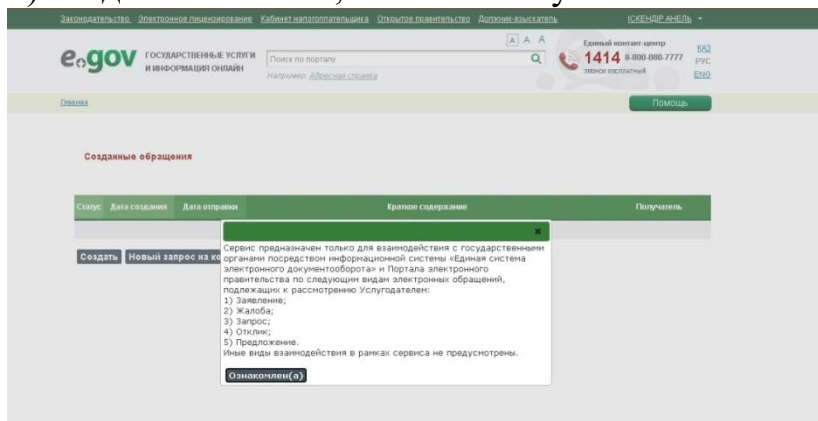 Законодательство Электронное лицензирование Кабинет налогоплательщика Открытое правительство Должник-взыскатель ІСКЕНДІР АНЕЛЬ
A A A
egov ГОСУДАРСТВЕННЫЕ УСЛУГИ
И ИНФОРМАЦИЯ ОНЛАЙН
Поиск по порталу
Например: Адресная справка
Единый контакт-центр
1414 8-800-080-7777
звонок бесплатный
ҚАЗ
РУС
ENG
Главная
Помощь
Созданные обращения
Статус Дата создания Дата отправки Краткое содержание Получатель
Создать Новый запрос на ко
Сервис предназначен только для взаимодействия с государственными
органами посредством информационной системы «Единая система
электронного документооборота» и Портала электронного
правительства по следующим видам электронных обращений,
подлежащих к рассмотрению Услугодателем:
1) Заявление;
2) Жалоба;
3) Запрос;
4) Отклик;
5) Предложение.
Иные виды взаимодействия в рамках сервиса не предусмотрены.
Ознакомлен(а)